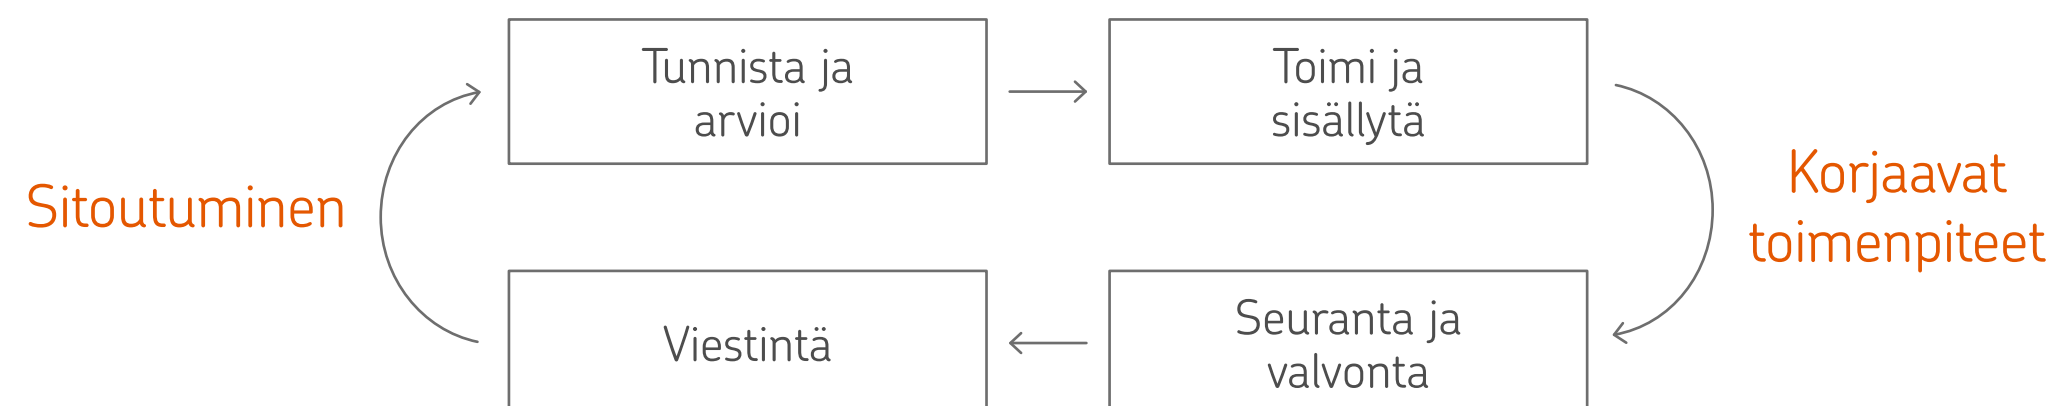 Tunnista ja
arvioi
Toimi ja
sisällytä
Sitoutuminen
Korjaavat
toimenpiteet
Viestintä
Seuranta ja
valvonta